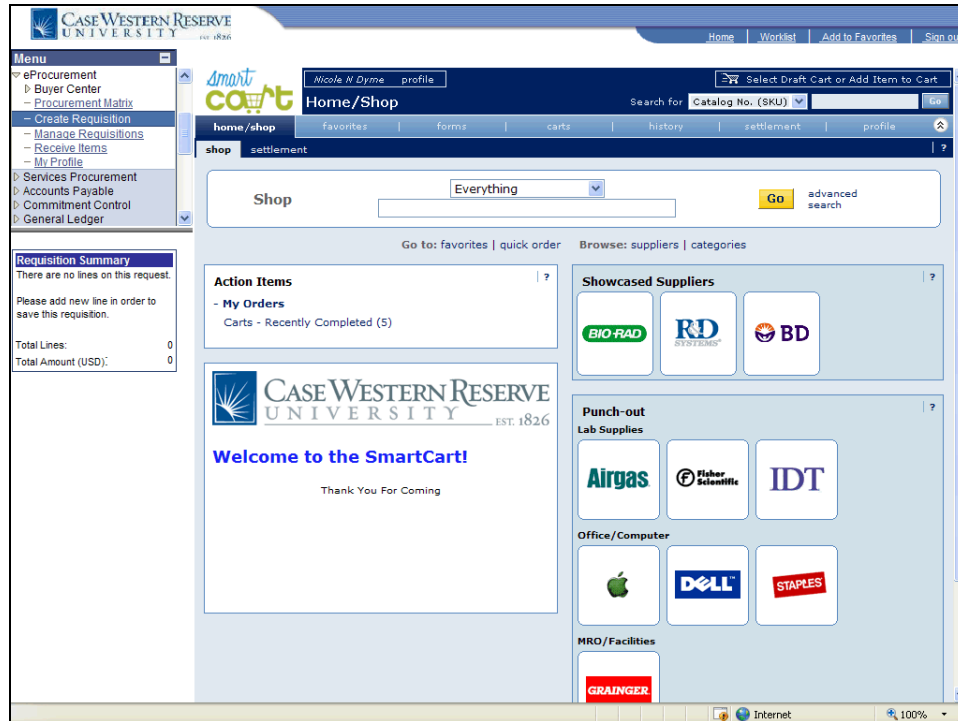 CASE WESTERN RESERVE
UNIVERSITY EST. 1826
Home | Worklist | Add to Favorites | Sign ou
Menu
eProcurement
Buyer Center
Procurement Matrix
Create Requisition
Manage Requisitions
Receive Items
My Profile
Services Procurement
Accounts Payable
Commitment Control
General Ledger
Requisition Summary
There are no lines on this request.
Please add new line in order to
save this requisition.
Total Lines: 0
Total Amount (USD): 0
smart
cart
Nicole N Dyme profile
Select Draft Cart or Add Item to Cart
Home/Shop
Search for Catalog No. (SKU) Go
home/shop | favorites | forms | carts | history | settlement | profile
shop settlement | ?
Shop
Everything
Go
advanced
search
Go to: favorites | quick order Browse: suppliers | categories
Action Items | ?
- My Orders
Carts - Recently Completed (5)
CASE WESTERN RESERVE
UNIVERSITY EST. 1826
Welcome to the SmartCart!
Thank You For Coming
Showcased Suppliers | ?
BIO-RAD
R&D
SYSTEMS
BD
Punch-out | ?
Lab Supplies
Airgas
Fisher
Scientific
IDT
Office/Computer
DELL™
STAPLES
MRO/Facilities
GRAINGER
Internet
100%